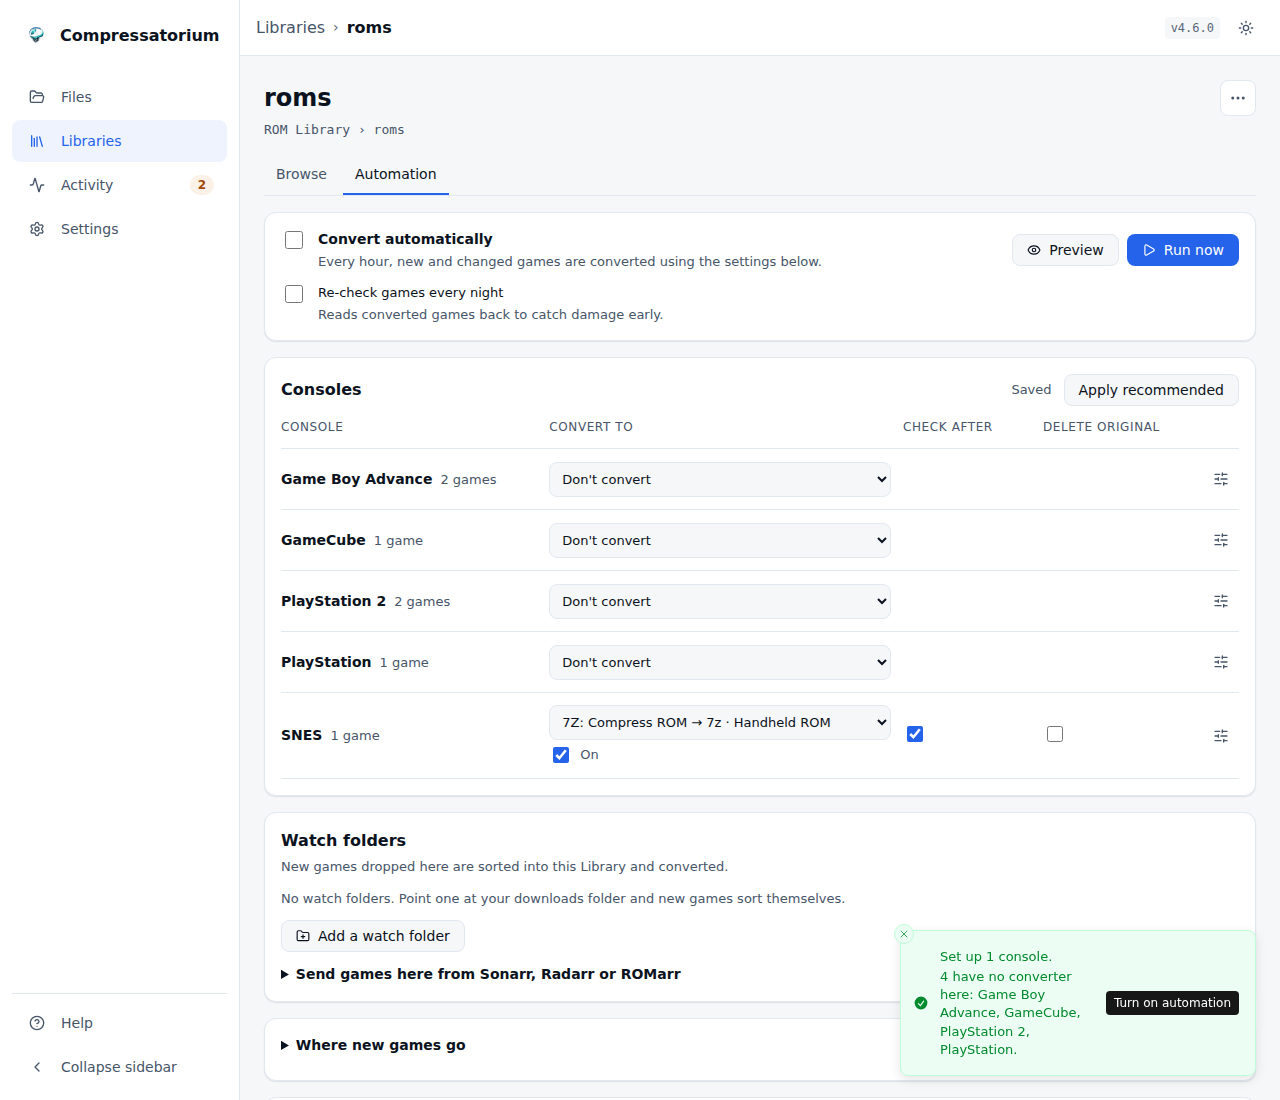 Compressatorium
Files
Libraries
Activity
2
Settings
Help
Collapse sidebar
Libraries › roms
v4.6.0
roms
ROM Library › roms
Browse
Automation
Convert automatically
Every hour, new and changed games are converted using the settings below.
Preview
Run now
Re-check games every night
Reads converted games back to catch damage early.
Consoles
Saved
Apply recommended
CONSOLE CONVERT TO CHECK AFTER DELETE ORIGINAL
Game Boy Advance 2 games Don't convert
GameCube 1 game Don't convert
PlayStation 2 2 games Don't convert
PlayStation 1 game Don't convert
SNES 1 game 7Z: Compress ROM → 7z · Handheld ROM
On
Watch folders
New games dropped here are sorted into this Library and converted.
No watch folders. Point one at your downloads folder and new games sort themselves.
Add a watch folder
Send games here from Sonarr, Radarr or ROMarr
Where new games go
Set up 1 console.
4 have no converter
here: Game Boy
Advance, GameCube,
PlayStation 2,
PlayStation.
Turn on automation